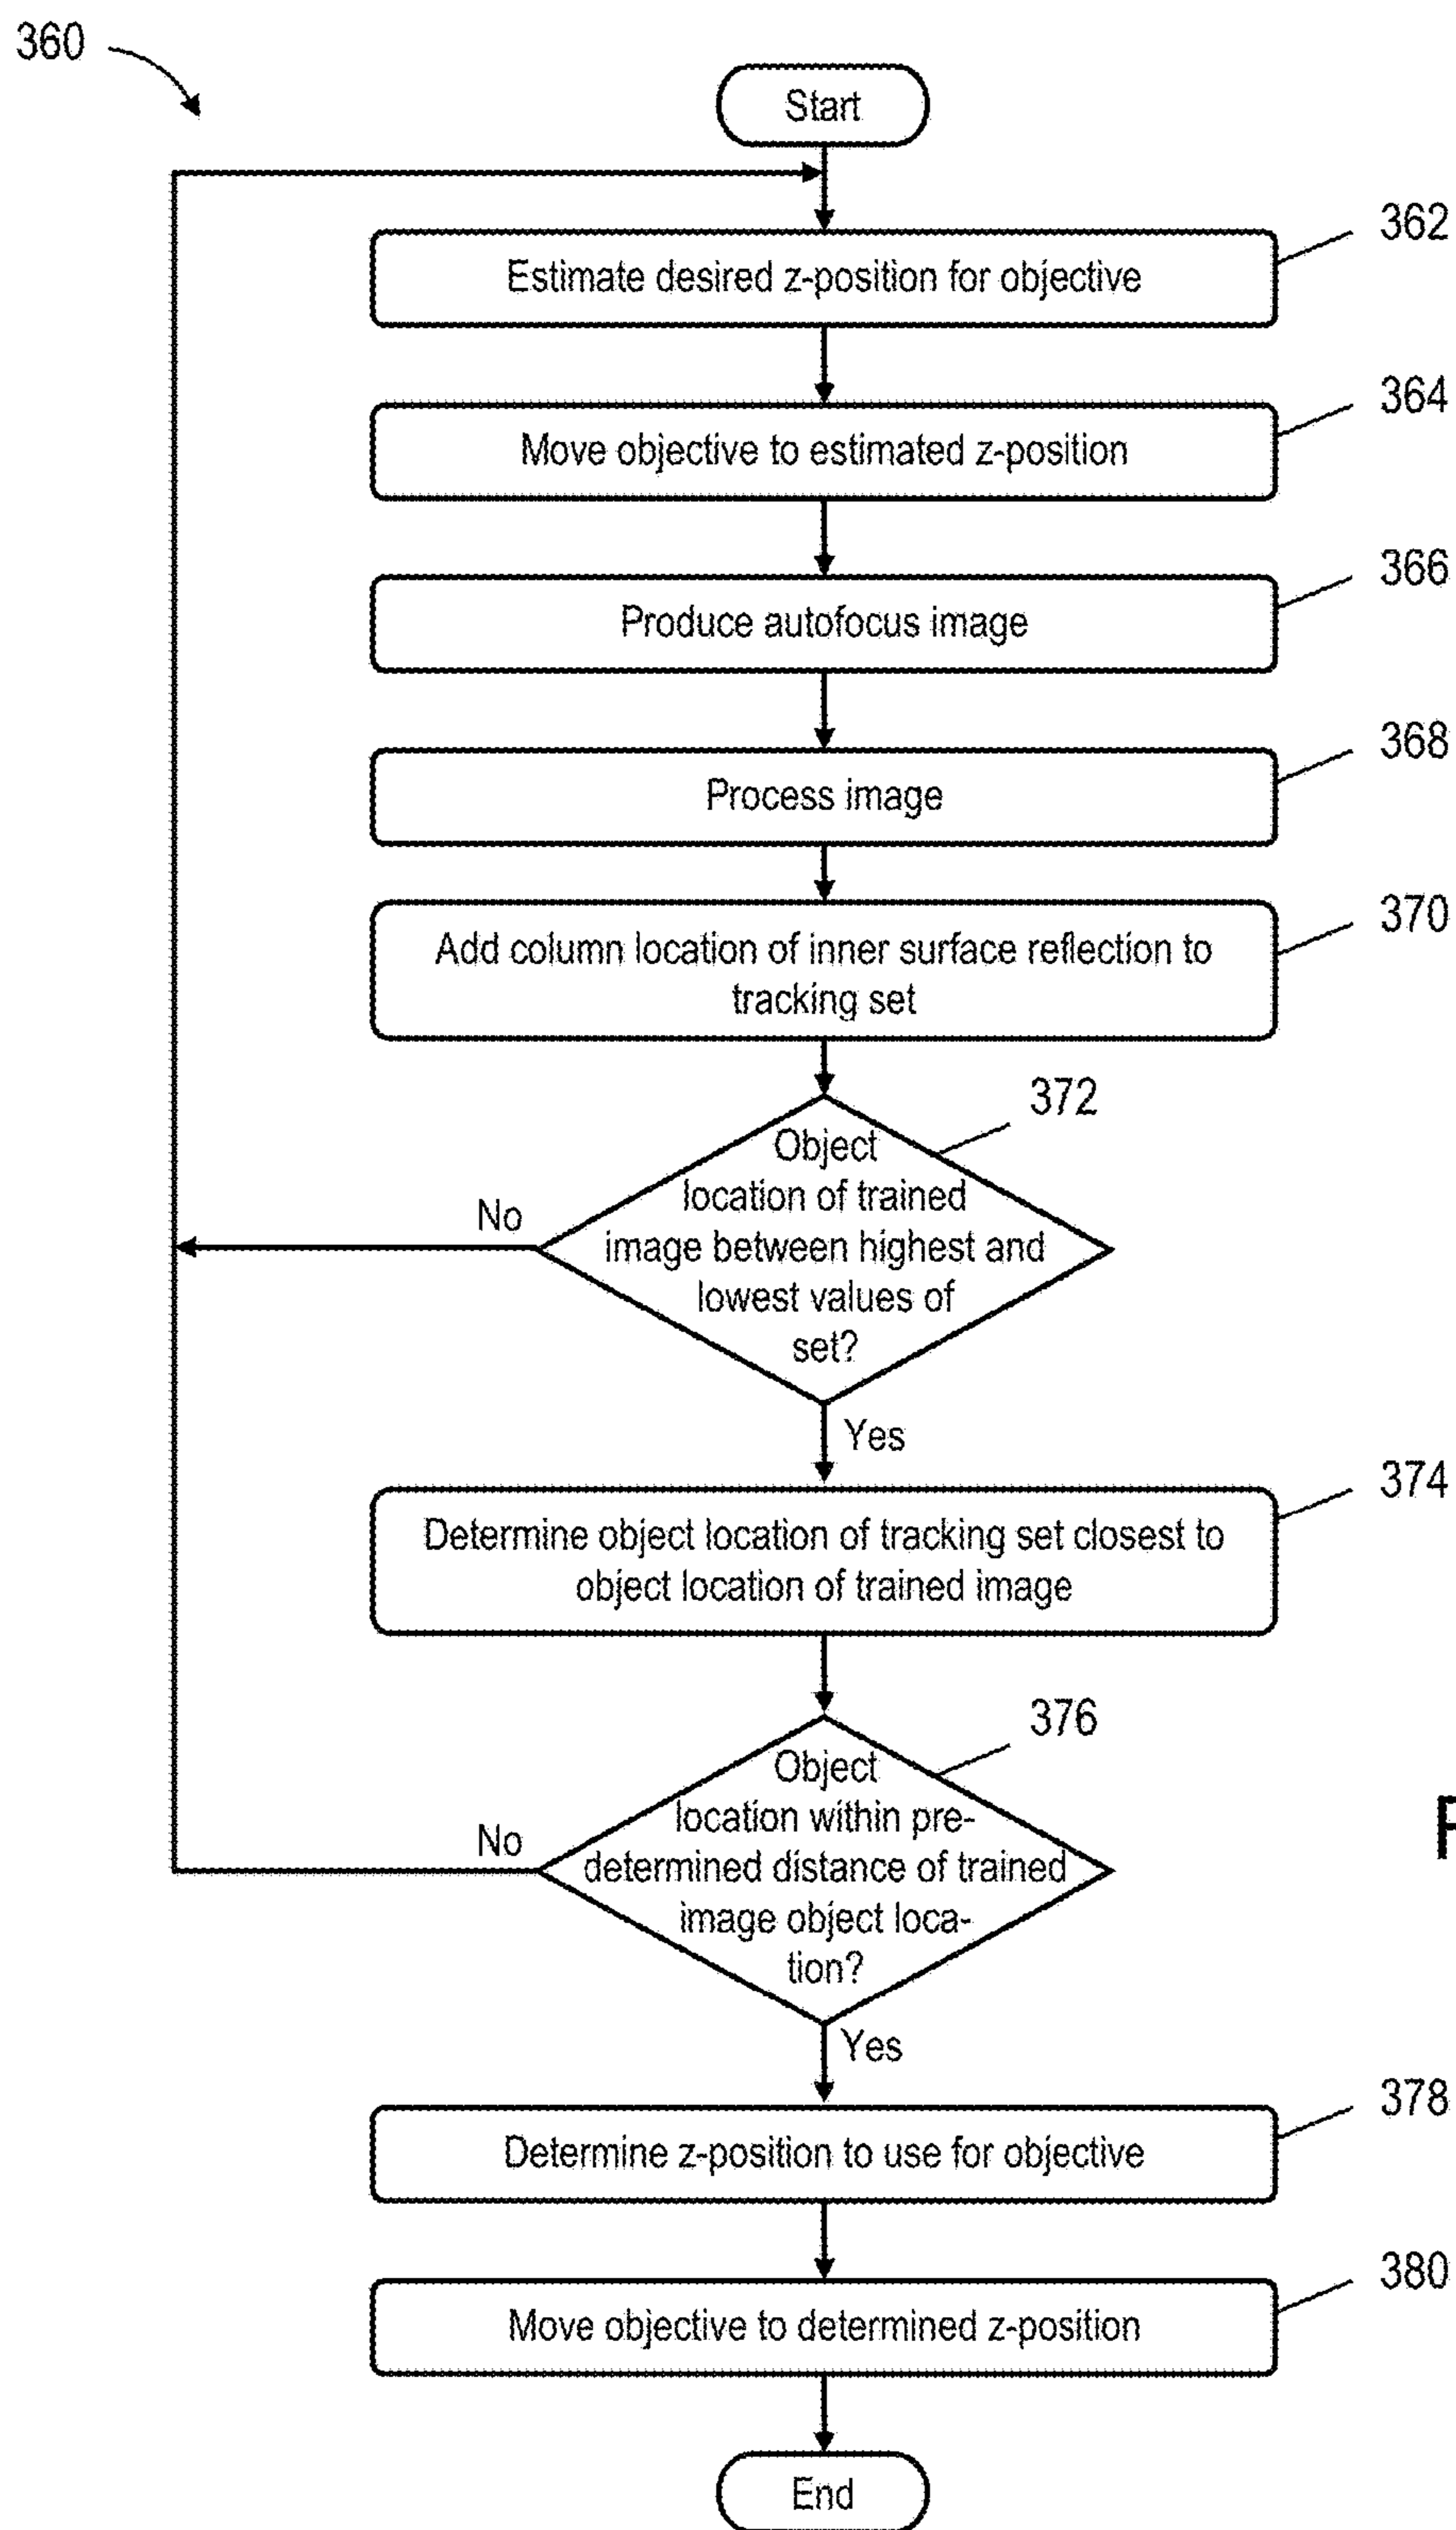 360
Start
362
Estimate desired z-position for objective
364
Move objective to estimated z-position
366
Produce autofocus image
368
Process image
370
Add column location of inner surface reflection to
tracking set
372
Object
location of trained
image between highest and
lowest values of
set?
No
Yes
374
Determine object location of tracking set closest to
object location of trained image
376
Object
location within pre-
determined distance of trained
image object loca-
tion?
No
Yes
378
Determine z-position to use for objective
380
Move objective to determined z-position
End